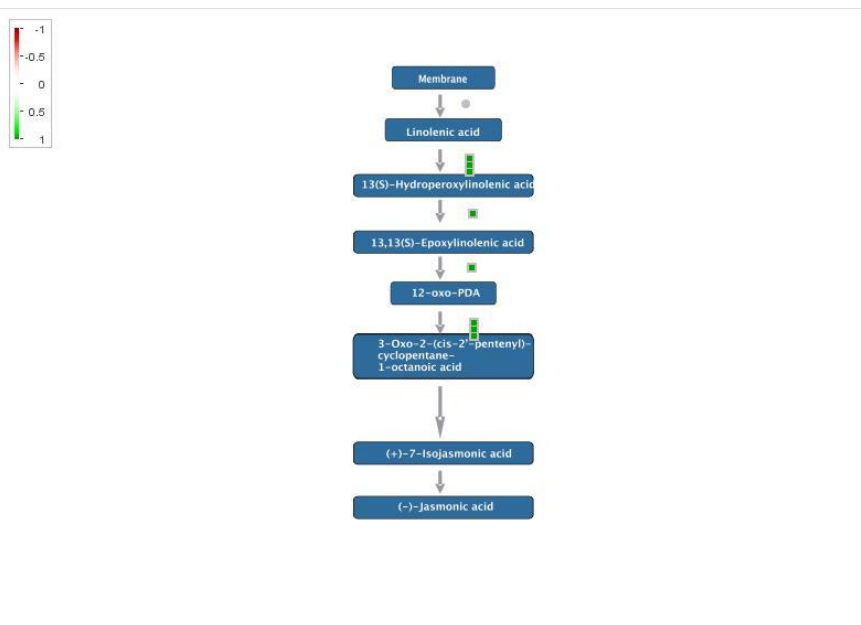 -1
-0.5
0
0.5
1
Membrane
Linolenic acid
13(S)-Hydroperoxylinolenic acid
13,13(S)-Epoxylinolenic acid
12-oxo-PDA
3-Oxo-2-(cis-2'-pentenyl)-
cyclopentane-
1-octanoic acid
(+)-7-Isojasmonic acid
(-)-Jasmonic acid